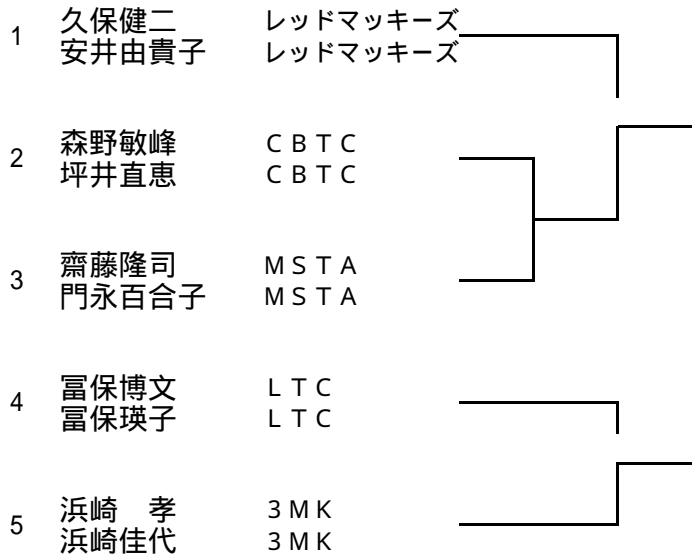 久保健二 レッドマッキーズ
1
安井由貴子 レッドマッキーズ
森野敏峰 ＣＢＴＣ
2
坪井直恵 ＣＢＴＣ
齋藤隆司 ＭＳＴＡ
3
門永百合子 ＭＳＴＡ
冨保博文 ＬＴＣ
4
冨保瑛子 ＬＴＣ
浜崎　孝 ３ＭＫ
5
浜崎佳代 ３ＭＫ